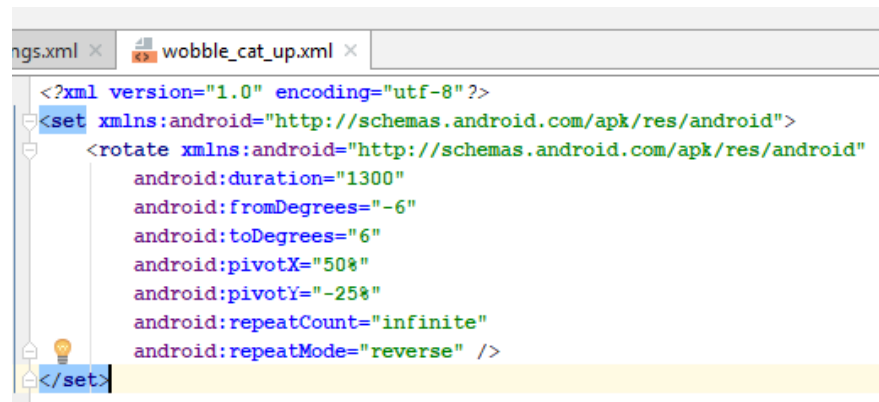 ngs.xml wobble_cat_up.xml
<?xml version="1.0" encoding="utf-8"?>
<set xmlns:android="http://schemas.android.com/apk/res/android">
<rotate xmlns:android="http://schemas.android.com/apk/res/android"
android:duration="1300"
android:fromDegrees="-6"
android:toDegrees="6"
android:pivotX="50%"
android:pivotY="-25%"
android:repeatCount="infinite"
android:repeatMode="reverse" />
</set>